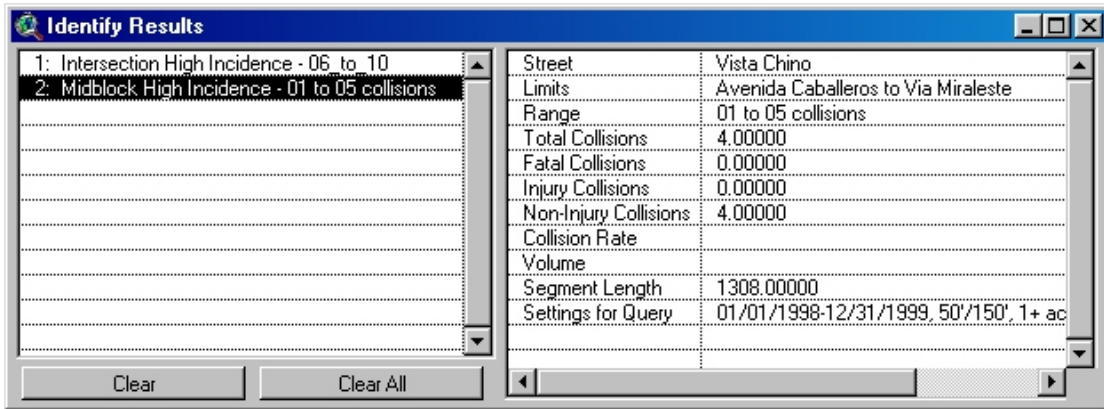 Identify Results
1: Intersection High Incidence - 06_to_10
2: Midblock High Incidence - 01 to 05 collisions
Clear
Clear All
Street Vista Chino
Limits Avenida Caballeros to Via Miraleste
Range 01 to 05 collisions
Total Collisions 4.00000
Fatal Collisions 0.00000
Injury Collisions 0.00000
Non-Injury Collisions 4.00000
Collision Rate
Volume
Segment Length 1308.00000
Settings for Query 01/01/1998-12/31/1999, 50'/150', 1+ ac